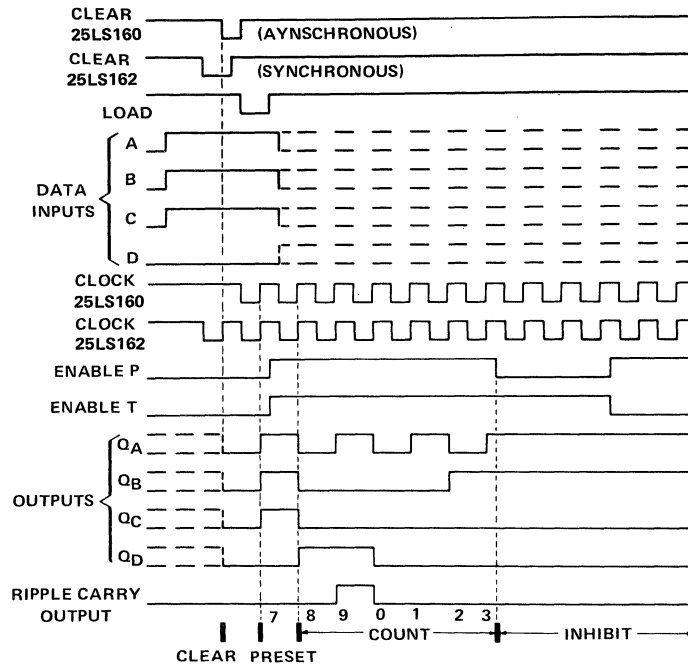 CLEAR
25LS160
(AYNSCHRONOUS)
CLEAR
25LS162
(SYNCHRONOUS)
LOAD
DATA
INPUTS
A
B
C
D
CLOCK
25LS160
CLOCK
25LS162
ENABLE P
ENABLE T
OUTPUTS
QA
QB
QC
QD
RIPPLE CARRY
OUTPUT
7 8 9 0 1 2 3
COUNT
INHIBIT
CLEAR PRESET